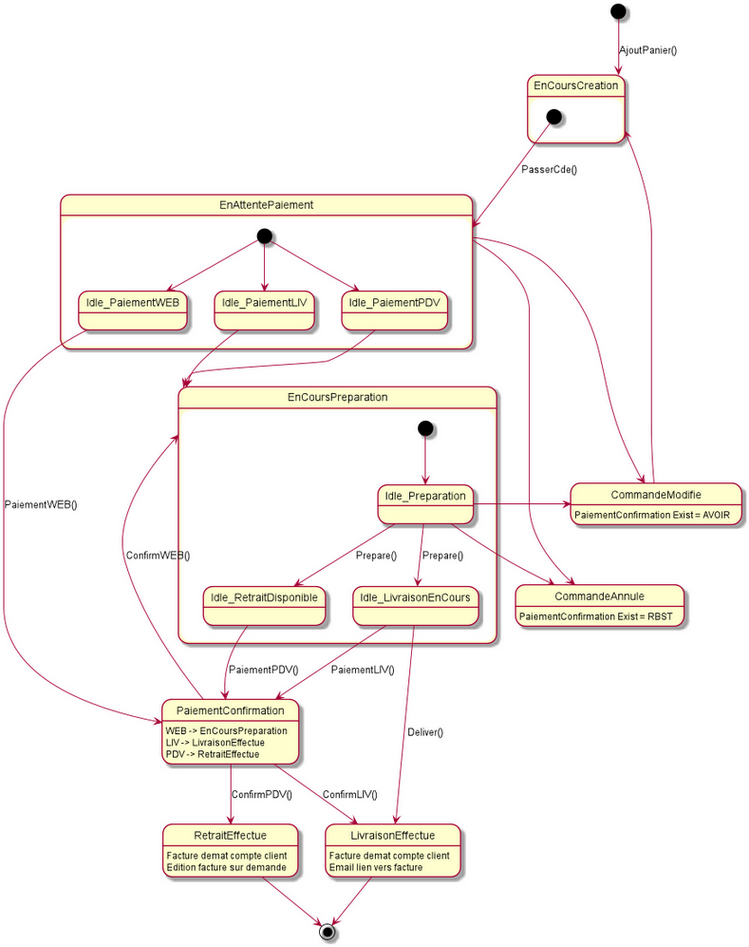 AjoutPanier()
EnCoursCreation
PasserCde()
EnAttentePaiement
Idle_PaiementWEB
Idle_PaiementLIV
Idle_PaiementPDV
EnCoursPreparation
Idle_Preparation
CommandeModifie
PaiementConfirmation Exist = AVOIR
PaiementWEB()
ConfirmWEB()
Prepare()
Prepare()
Idle_RetraitDisponible
Idle_LivraisonEnCours
CommandeAnnule
PaiementConfirmation Exist = RBST
PaiementPDV()
PaiementLIV()
PaiementConfirmation
WEB -> EnCoursPreparation
LIV -> LivraisonEffectue
PDV -> RetraitEffectue
Deliver()
ConfirmPDV()
ConfirmLIV()
RetraitEffectue
Facture demat compte client
Edition facture sur demande
LivraisonEffectue
Facture demat compte client
Email lien vers facture